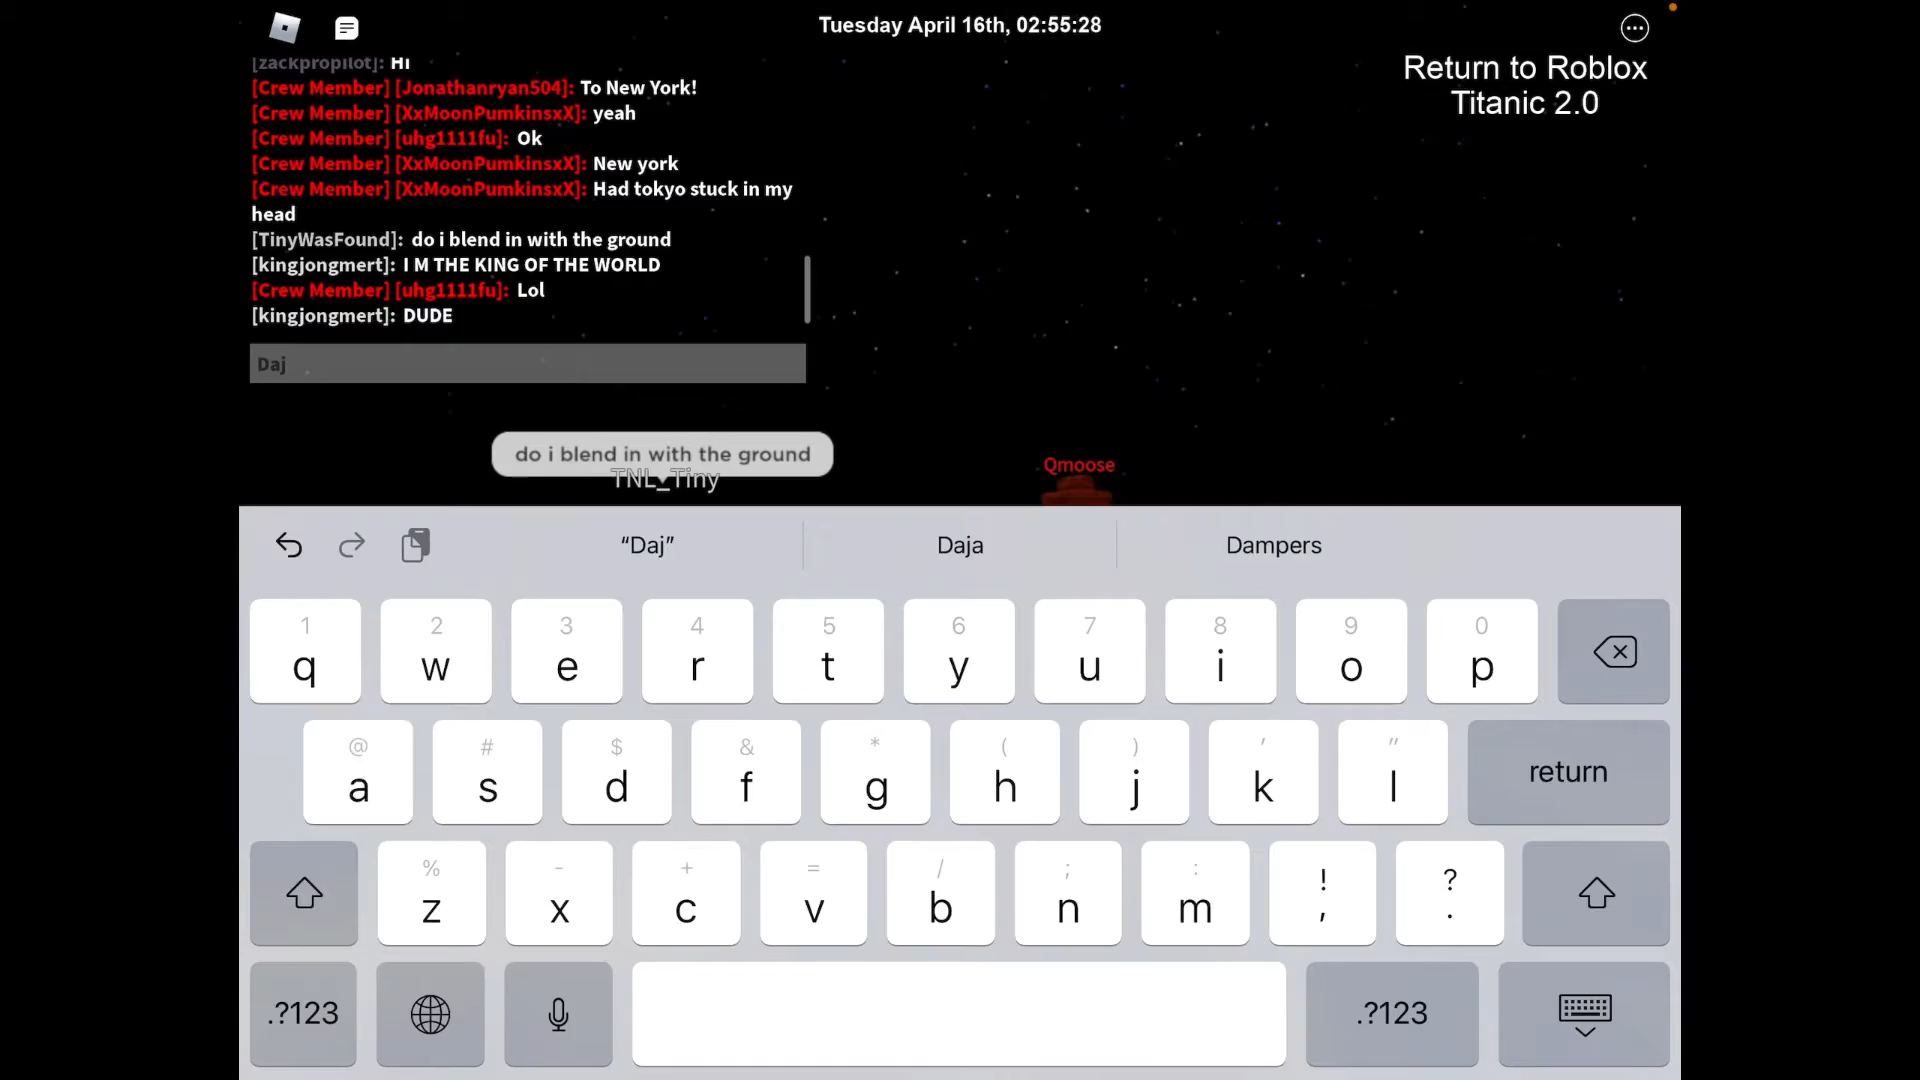 Tuesday April 16th, 02:55:28
Return to Roblox
Titanic 2.0
[zackpropilot]: Hi
[Crew Member] [Jonathanryan504]: To New York!
[Crew Member] [XxMoonPumkinsxX]: yeah
[Crew Member] [uhg1111fu]: Ok
[Crew Member] [XxMoonPumkinsxX]: New york
[Crew Member] [XxMoonPumkinsxX]: Had tokyo stuck in my
head
[TinyWasFound]: do i blend in with the ground
[kingjongmert]: I M THE KING OF THE WORLD
[Crew Member] [uhg1111fu]: Lol
[kingjongmert]: DUDE
Daj
do i blend in with the ground
TNL_Tiny
Qmoose
“Daj” Daja Dampers
1 2 3 4 5 6 7 8 9 0
q w e r t y u i o p
@ # $ & * ( ) ' "
a s d f g h j k l return
% - + = / ; : ! ?
z x c v b n m , .
.?123 .?123